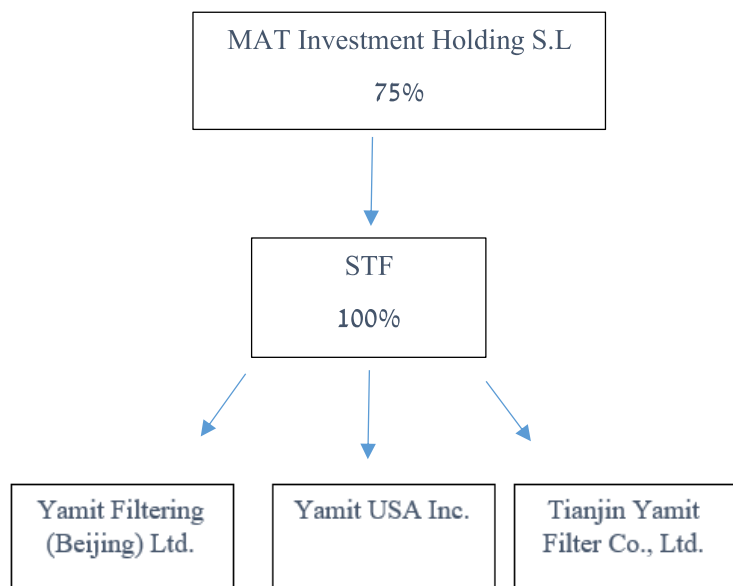 MAT Investment Holding S.L
75%
STF
100%
Yamit Filtering
(Beijing) Ltd.
Yamit USA Inc.
Tianjin Yamit
Filter Co., Ltd.